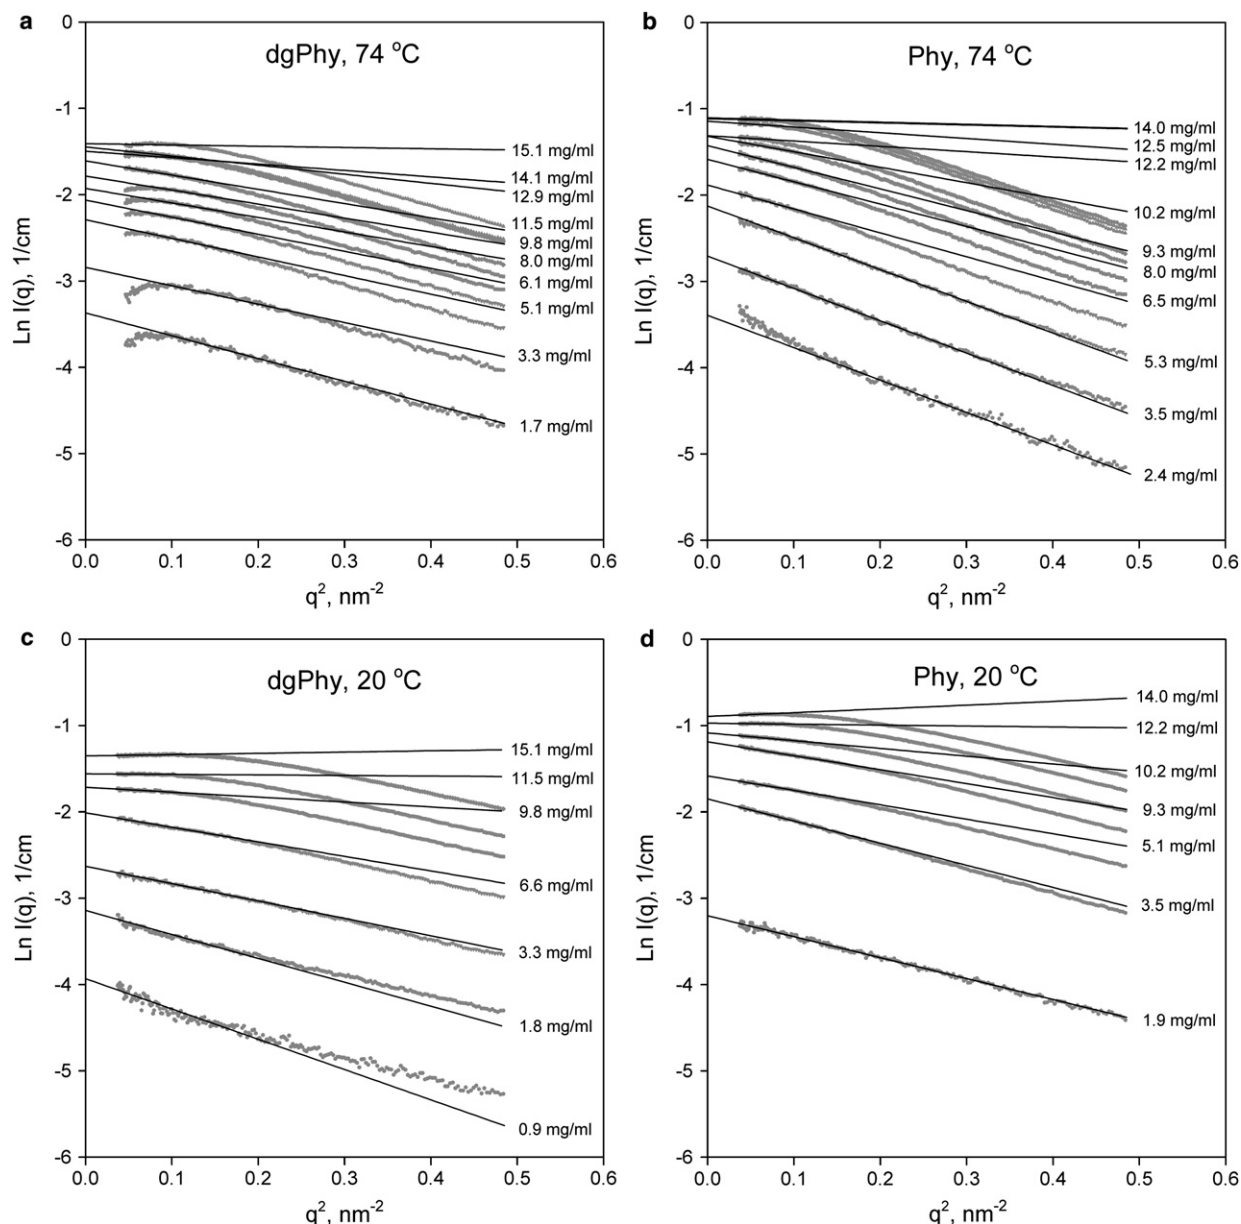 a
dgPhy, 74 °C
0
-1
-2
-3
-4
-5
-6
Ln I(q), 1/cm
15.1 mg/ml
14.1 mg/ml
12.9 mg/ml
11.5 mg/ml
9.8 mg/ml
8.0 mg/ml
6.1 mg/ml
5.1 mg/ml
3.3 mg/ml
1.7 mg/ml
0.0 0.1 0.2 0.3 0.4 0.5 0.6
q², nm⁻²
b
Phy, 74 °C
0
-1
-2
-3
-4
-5
-6
Ln I(q), 1/cm
14.0 mg/ml
12.5 mg/ml
12.2 mg/ml
10.2 mg/ml
9.3 mg/ml
8.0 mg/ml
6.5 mg/ml
5.3 mg/ml
3.5 mg/ml
2.4 mg/ml
0.0 0.1 0.2 0.3 0.4 0.5 0.6
q², nm⁻²
c
dgPhy, 20 °C
0
-1
-2
-3
-4
-5
-6
Ln I(q), 1/cm
15.1 mg/ml
11.5 mg/ml
9.8 mg/ml
6.6 mg/ml
3.3 mg/ml
1.8 mg/ml
0.9 mg/ml
0.0 0.1 0.2 0.3 0.4 0.5 0.6
q², nm⁻²
d
Phy, 20 °C
0
-1
-2
-3
-4
-5
-6
Ln I(q), 1/cm
14.0 mg/ml
12.2 mg/ml
10.2 mg/ml
9.3 mg/ml
5.1 mg/ml
3.5 mg/ml
1.9 mg/ml
0.0 0.1 0.2 0.3 0.4 0.5 0.6
q², nm⁻²